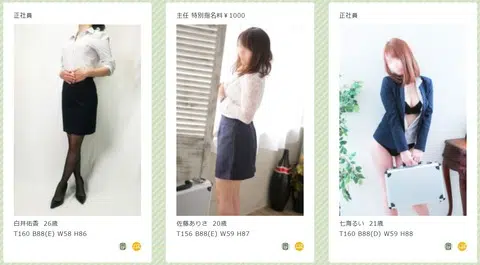 正社員
白井佑香 26歳
T160 B88(E) W58 H86
主任 特別指名料￥1000
佐藤ありさ 20歳
T156 B88(E) W59 H87
正社員
七海るい 21歳
T160 B88(D) W59 H88